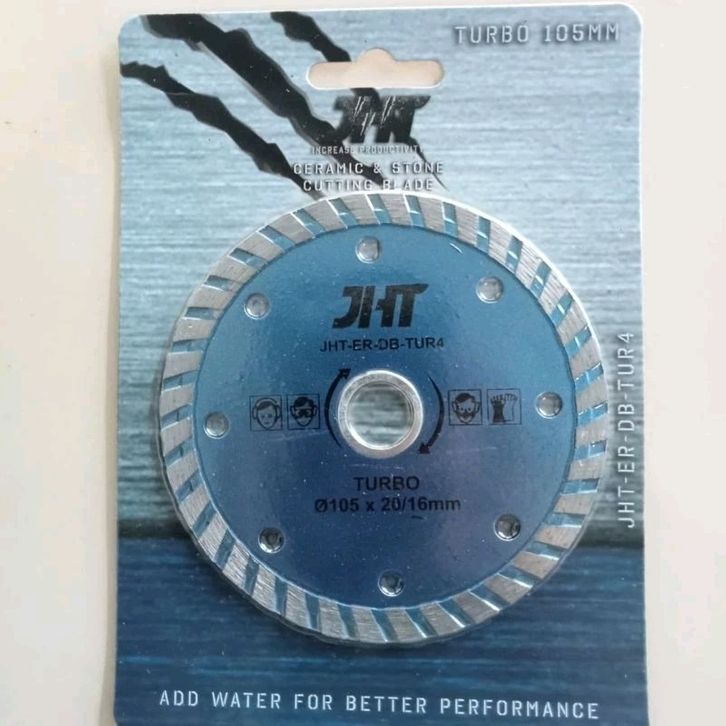 TURBO 105MM
JHT
INCREASE PRODUCTIVITY
CERAMIC & STONE
CUTTING BLADE
JHT
JHT-ER-DB-TUR4
TURBO
Ø105 x 20/16mm
JHT-ER-DB-TUR4
ADD WATER FOR BETTER PERFORMANCE